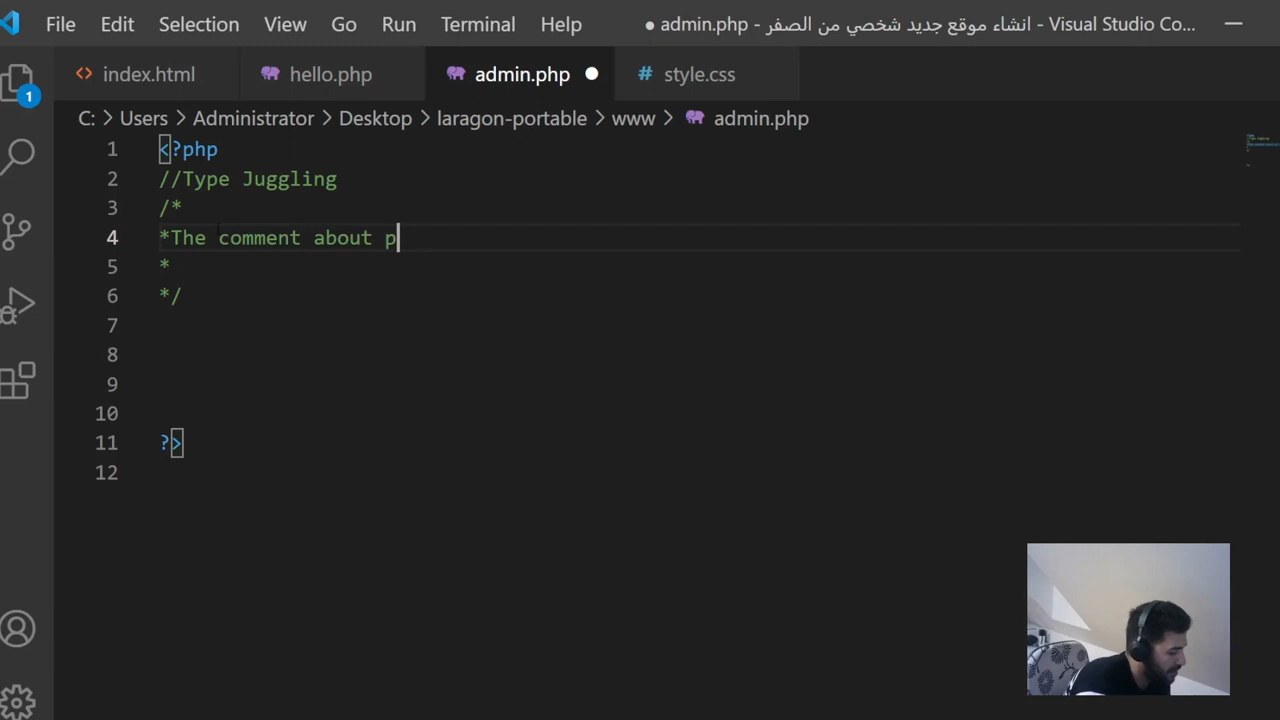 File Edit Selection View Go Run Terminal Help ● admin.php - انشاء موقع جديد شخصي من الصفر - Visual Studio Co...
1 index.html hello.php admin.php style.css
C: > Users > Administrator > Desktop > laragon-portable > www > admin.php
1 <?php
2 //Type Juggling
3 /*
4 *The comment about p
5 *
6 */
7
8
9
10
11 ?>
12